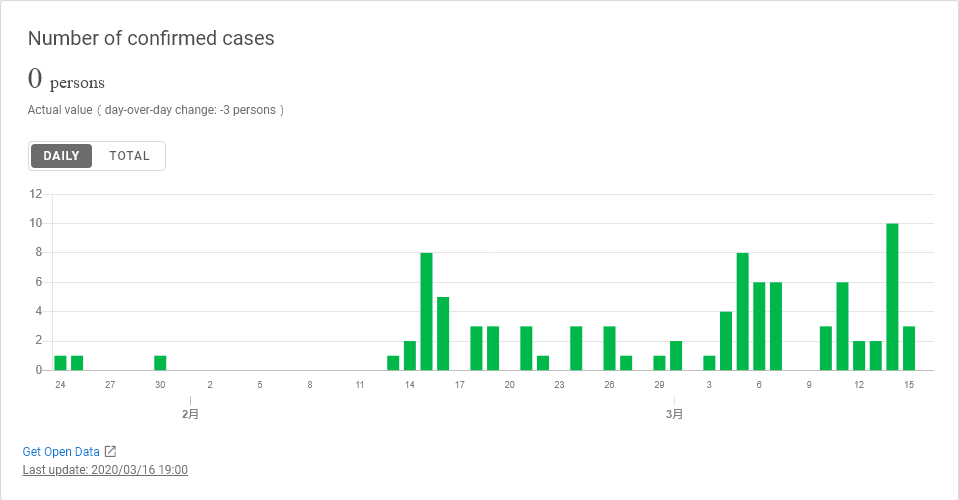 Number of confirmed cases
0 persons
Actual value ( day-over-day change: -3 persons )
DAILY TOTAL
12
10
8
6
4
2
0
24 27 30 2 5 8 11 14 17 20 23 26 29 3 6 9 12 15
2月 3月
Get Open Data
Last update: 2020/03/16 19:00